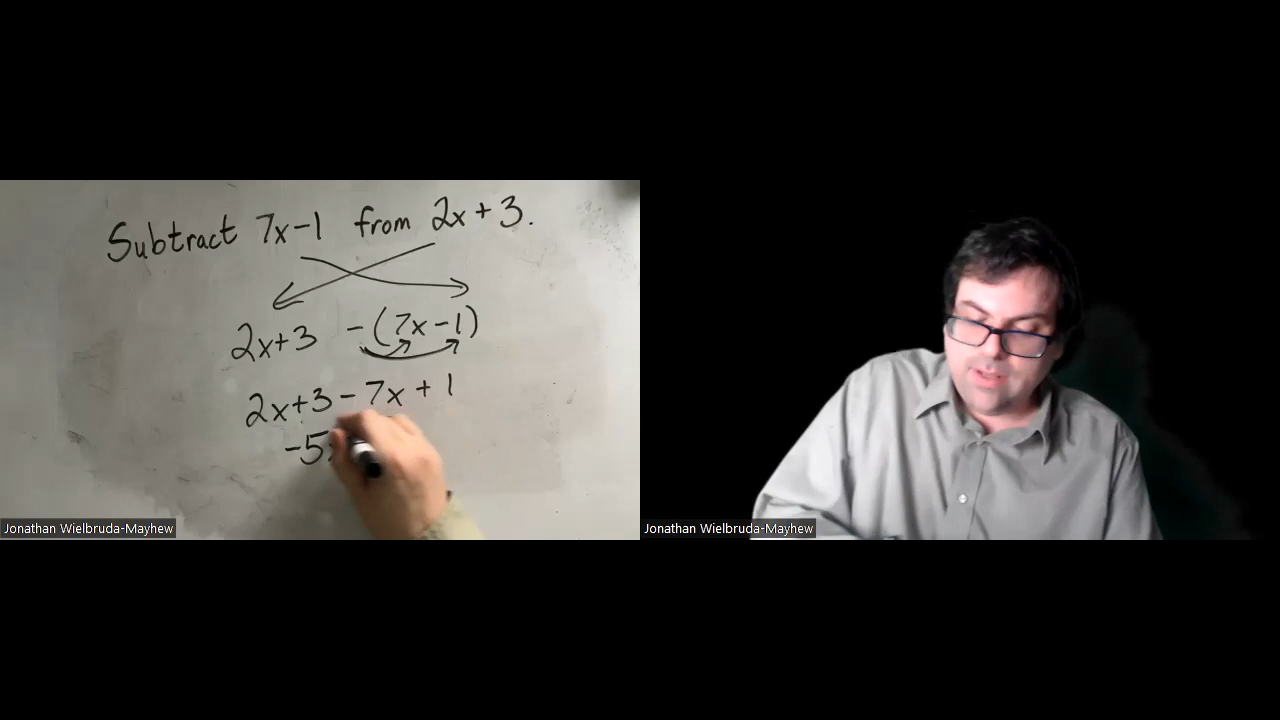 Subtract 7x-1 from 2x+3.
2x+3 -(7x-1)
2x+3-7x+1
-5x
Jonathan Wielbruda-Mayhew
Jonathan Wielbruda-Mayhew